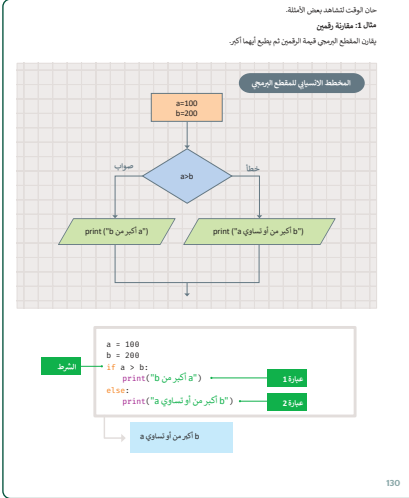 حان الوقت لتشاهد بعض الأمثلة.
مثال 1: مقارنة رقمين
يقارن المقطع البرمجي قيمة الرقمين ثم يطبع أيهما أكبر.
المخطط الانسيابي للمقطع البرمجي
a=100
b=200
a>b
صواب
خطأ
print ("b أكبر من a")
print ("a أكبر من أو تساوي b")
a = 100
b = 200
if a > b:
print("b أكبر من a")
else:
print("a أكبر من أو تساوي b")
الشرط
عبارة 1
عبارة 2
b أكبر من أو تساوي a
130